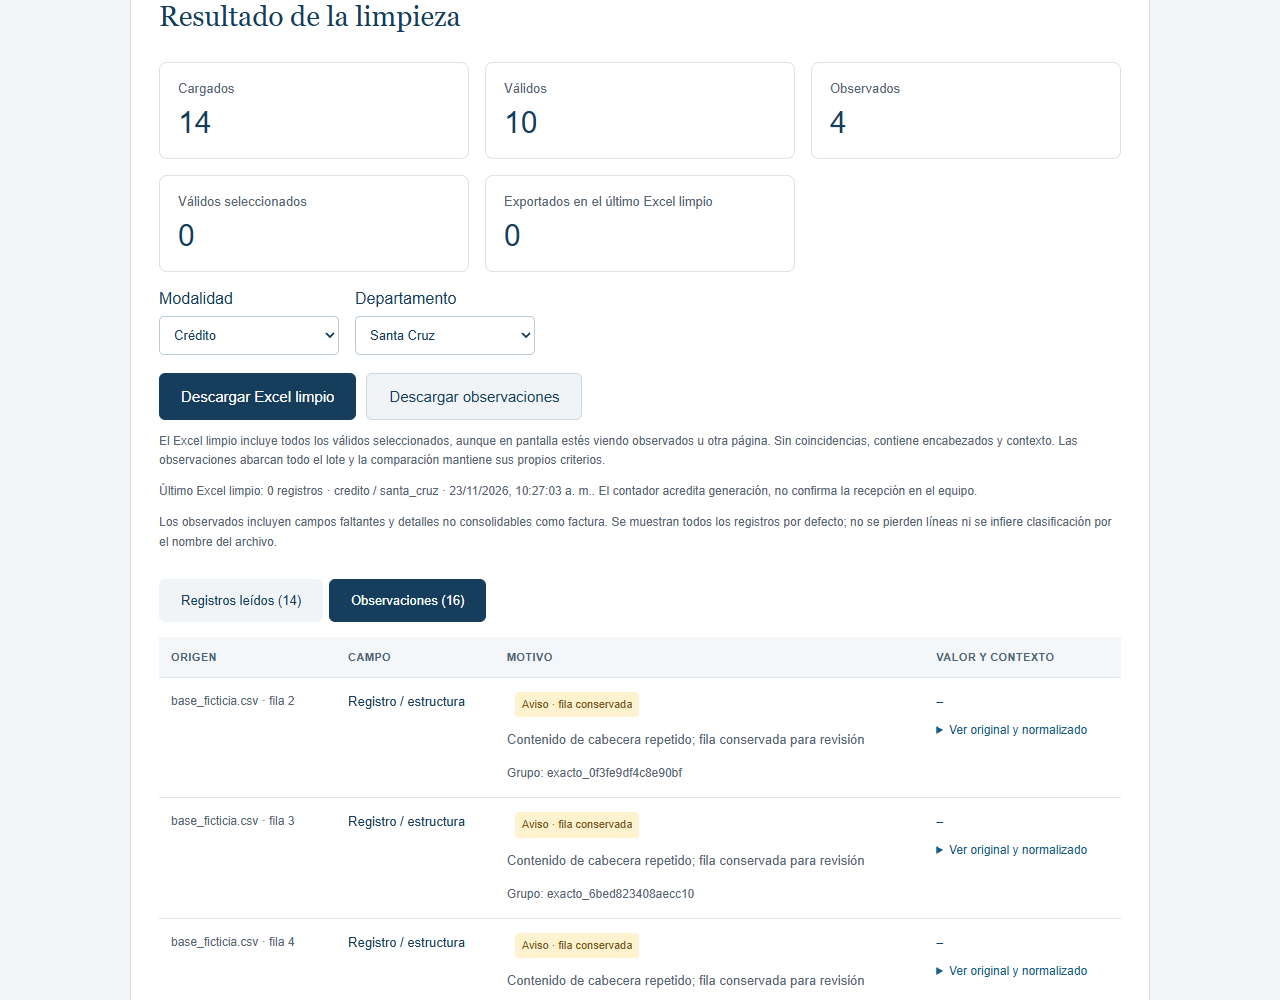 Resultado de la limpieza
Cargados
14
Válidos
10
Observados
4
Válidos seleccionados
0
Exportados en el último Excel limpio
0
Modalidad
Departamento
Crédito
Santa Cruz
Descargar Excel limpio
Descargar observaciones
El Excel limpio incluye todos los válidos seleccionados, aunque en pantalla estés viendo observados u otra página. Sin coincidencias, contiene encabezados y contexto. Las
observaciones abarcan todo el lote y la comparación mantiene sus propios criterios.
Último Excel limpio: 0 registros · credito / santa_cruz · 23/11/2026, 10:27:03 a. m.. El contador acredita generación, no confirma la recepción en el equipo.
Los observados incluyen campos faltantes y detalles no consolidables como factura. Se muestran todos los registros por defecto; no se pierden líneas ni se infiere clasificación por
el nombre del archivo.
Registros leídos (14)
Observaciones (16)
ORIGEN CAMPO MOTIVO VALOR Y CONTEXTO
base_ficticia.csv · fila 2
Registro / estructura
Aviso · fila conservada
Contenido de cabecera repetido; fila conservada para revisión
Grupo: exacto_0f3fe9df4c8e90bf
–
Ver original y normalizado
base_ficticia.csv · fila 3
Registro / estructura
Aviso · fila conservada
Contenido de cabecera repetido; fila conservada para revisión
Grupo: exacto_6bed823408aecc10
–
Ver original y normalizado
base_ficticia.csv · fila 4
Registro / estructura
Aviso · fila conservada
Contenido de cabecera repetido; fila conservada para revisión
–
Ver original y normalizado